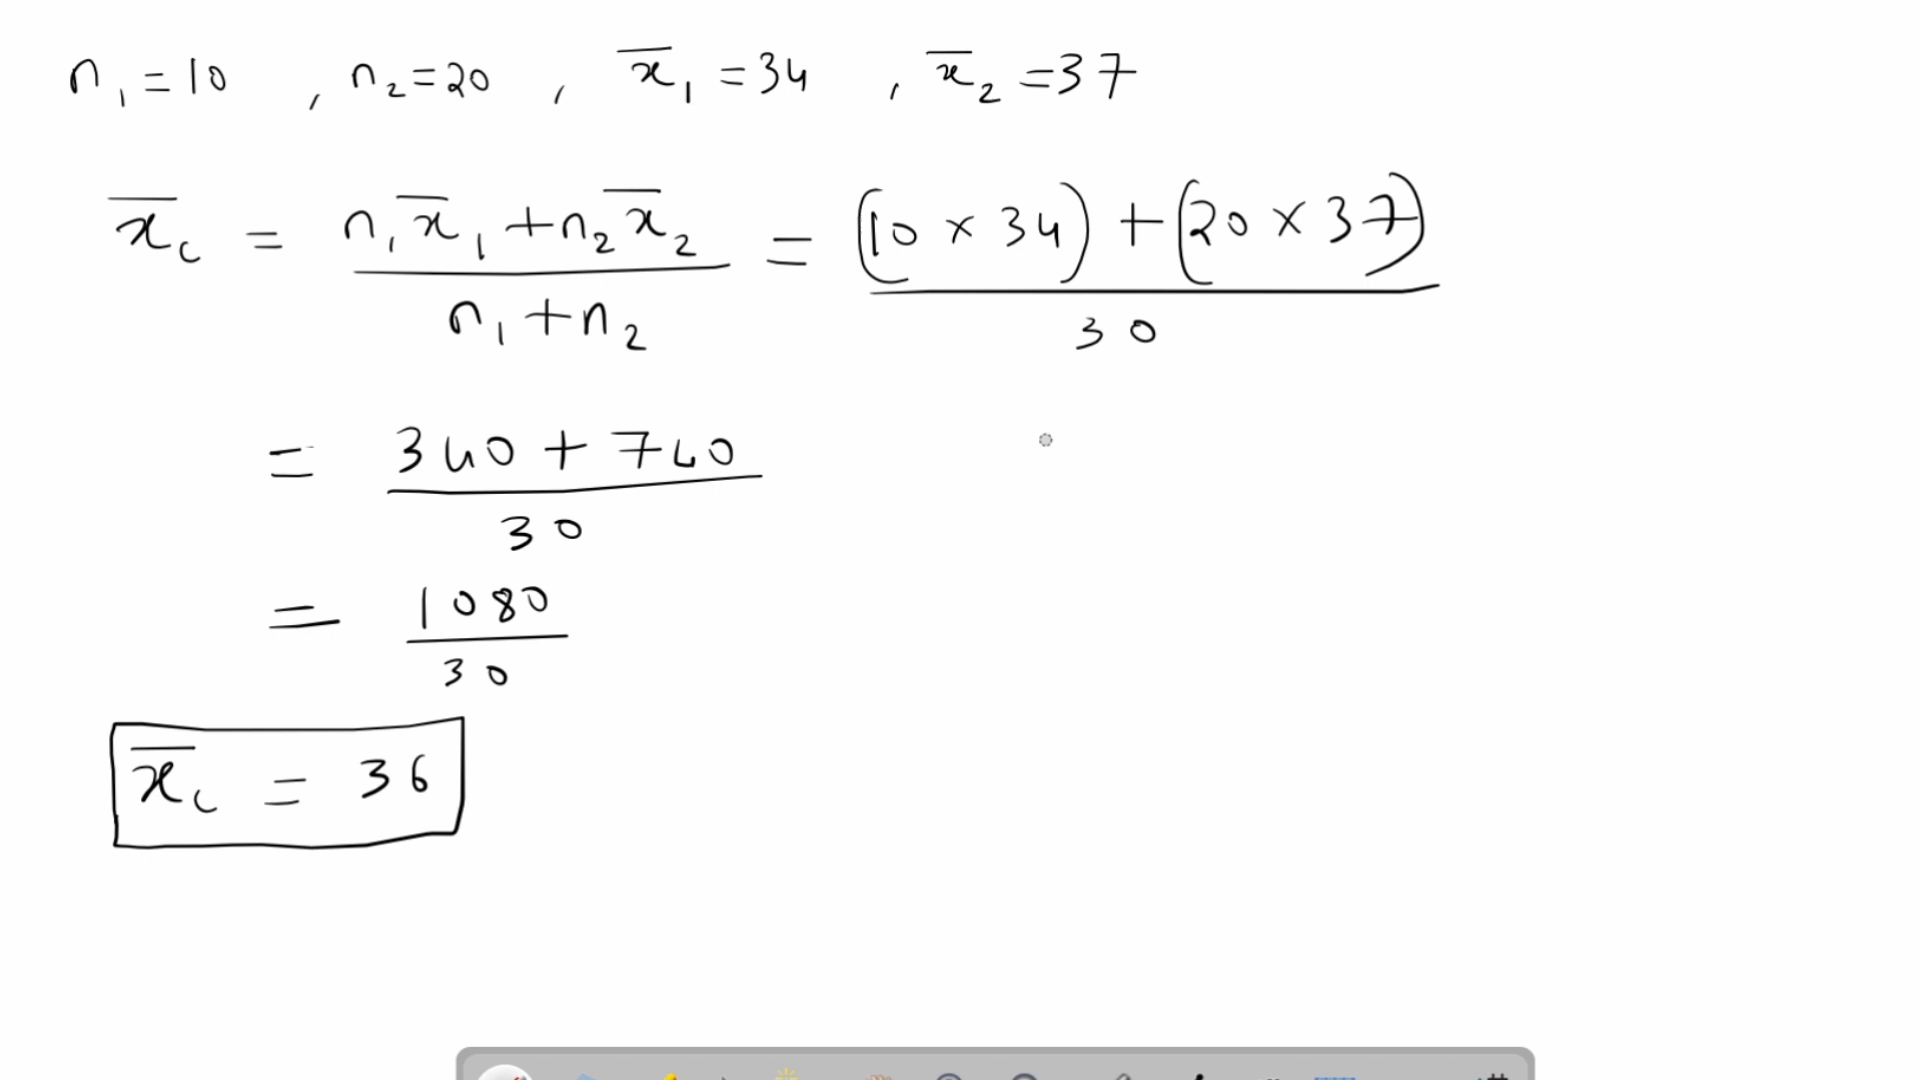 n₁ = 10 , n₂ = 20 , x̄₁ = 34 , x̄₂ = 37
x̄c = (n₁x̄₁ + n₂x̄₂)/(n₁ + n₂) = ((10 × 34) + (20 × 37))/30
= (340 + 740)/30
= 1080/30
x̄c = 36